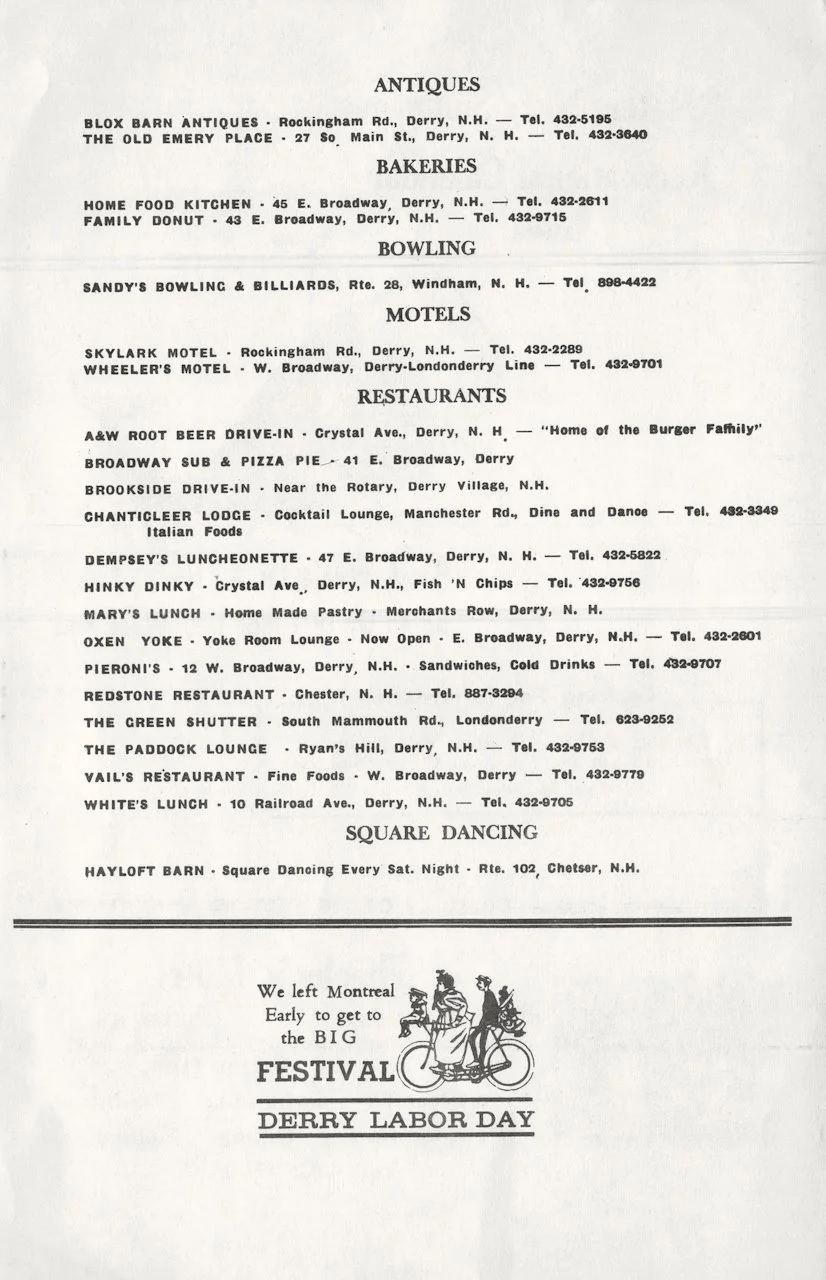 ANTIQUES
BLOX BARN ANTIQUES - Rockingham Rd., Derry, N.H. — Tel. 432-5195
THE OLD EMERY PLACE - 27 So. Main St., Derry, N. H. — Tel. 432-3640
BAKERIES
HOME FOOD KITCHEN - 45 E. Broadway, Derry, N.H. — Tel. 432-2611
FAMILY DONUT - 43 E. Broadway, Derry, N.H. — Tel. 432-9715
BOWLING
SANDY'S BOWLING & BILLIARDS, Rte. 28, Windham, N. H. — Tel. 898-4422
MOTELS
SKYLARK MOTEL - Rockingham Rd., Derry, N.H. — Tel. 432-2289
WHEELER'S MOTEL - W. Broadway, Derry-Londonderry Line — Tel. 432-9701
RESTAURANTS
A&W ROOT BEER DRIVE-IN - Crystal Ave., Derry, N. H. — "Home of the Burger Family"
BROADWAY SUB & PIZZA PIE - 41 E. Broadway, Derry
BROOKSIDE DRIVE-IN - Near the Rotary, Derry Village, N.H.
CHANTICLEER LODGE - Cocktail Lounge, Manchester Rd., Dine and Dance — Tel. 432-3349
Italian Foods
DEMPSEY'S LUNCHEONETTE - 47 E. Broadway, Derry, N. H. — Tel. 432-5822
HINKY DINKY - Crystal Ave., Derry, N.H., Fish 'N Chips — Tel. 432-9756
MARY'S LUNCH - Home Made Pastry - Merchants Row, Derry, N. H.
OXEN YOKE - Yoke Room Lounge - Now Open - E. Broadway, Derry, N.H. — Tel. 432-2601
PIERONI'S - 12 W. Broadway, Derry, N.H. - Sandwiches, Cold Drinks — Tel. 432-9707
REDSTONE RESTAURANT - Chester, N. H. — Tel. 887-3294
THE GREEN SHUTTER - South Mammouth Rd., Londonderry — Tel. 623-9252
THE PADDOCK LOUNGE - Ryan's Hill, Derry, N.H. — Tel. 432-9753
VAIL'S RESTAURANT - Fine Foods - W. Broadway, Derry — Tel. 432-9779
WHITE'S LUNCH - 10 Railroad Ave., Derry, N.H. — Tel. 432-9705
SQUARE DANCING
HAYLOFT BARN - Square Dancing Every Sat. Night - Rte. 102, Chetser, N.H.
We left Montreal
Early to get to
the BIG
FESTIVAL
DERRY LABOR DAY